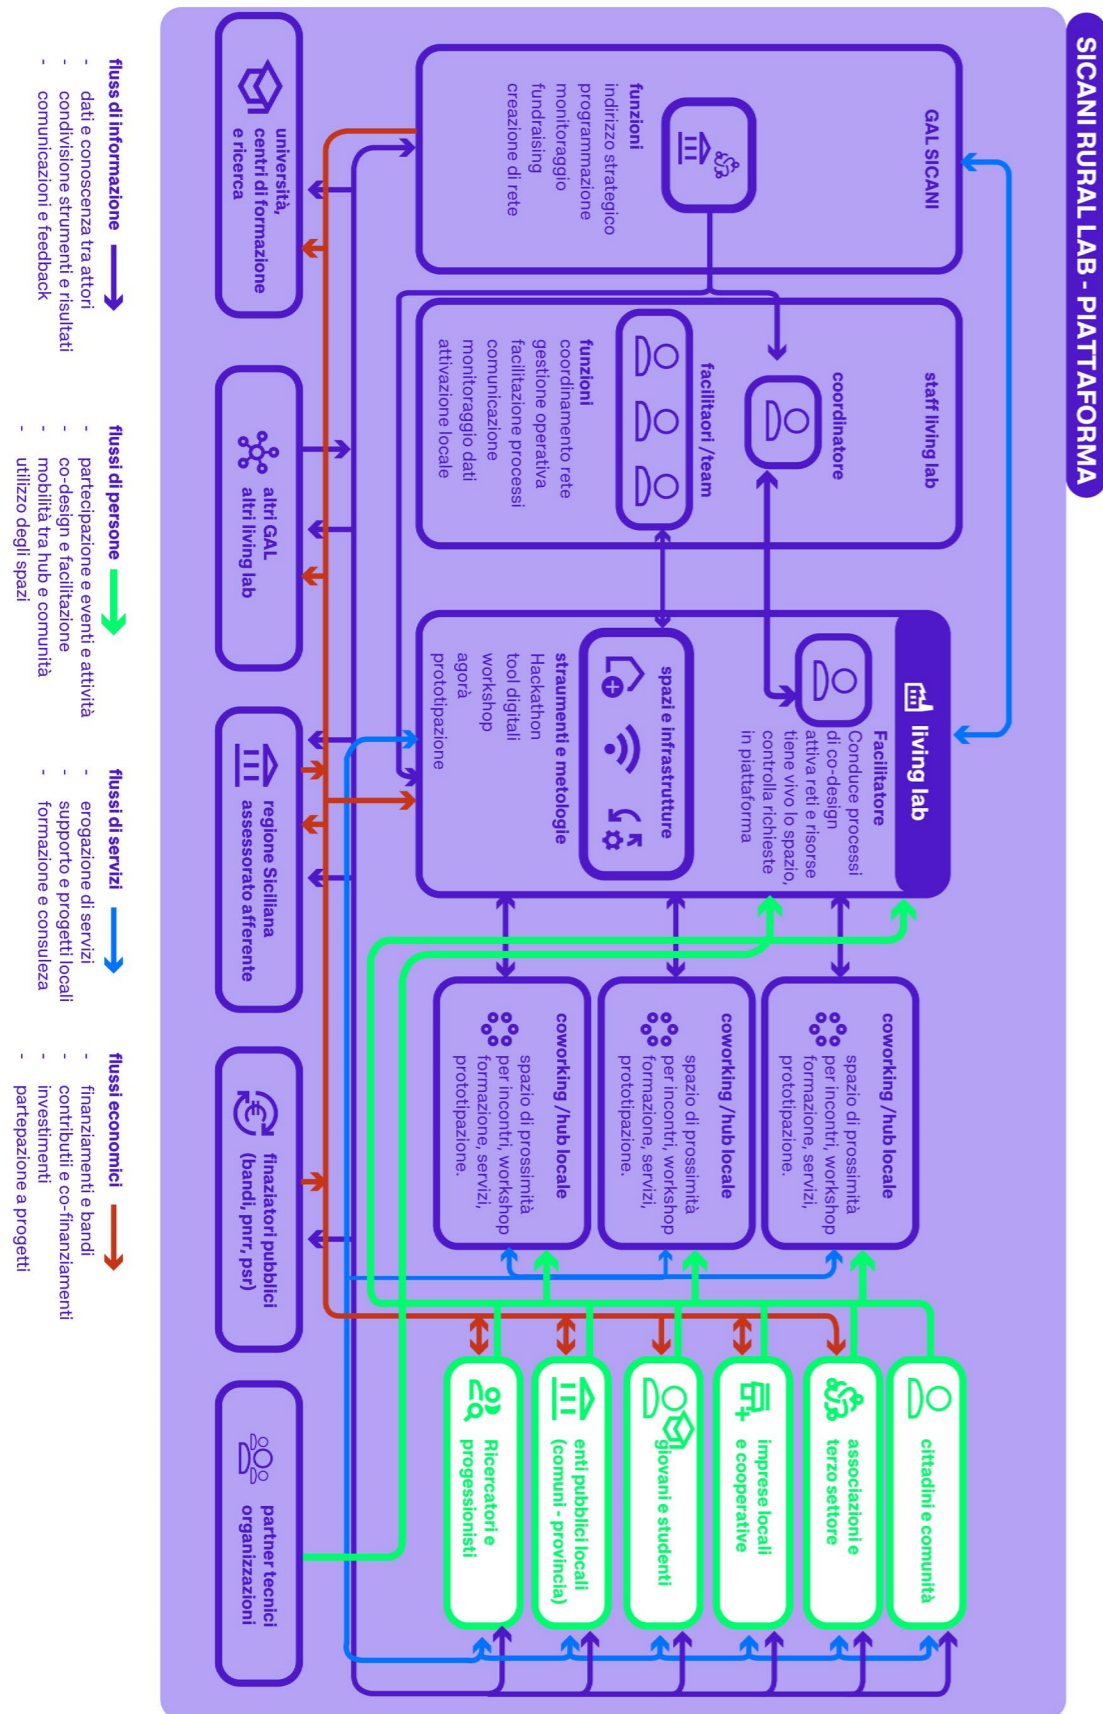 SICANI RURAL LAB - PIATTAFORMA
GAL SICANI
funzioni
indirizzo strategico
programmazione
monitoraggio
fundraising
creazione di rete
staff living lab
coordinatore
facilitaori /team
funzioni
coordinamento rete
gestione operativa
facilitazione processi
comunicazione
monitoraggio dati
attivazione locale
living lab
Facilitatore
Conduce processi
di co-design
attiva reti e risorse
tiene vivo lo spazio,
controlla richieste
in piattaforma
spazi e infrastrutture
straumenti e metologie
Hackathon
tool digitali
workshop
agorà
prototipazione
coworking /hub locale
spazio di prossimità
per incontri, workshop
formazione, servizi,
prototipazione.
coworking /hub locale
spazio di prossimità
per incontri, workshop
formazione, servizi,
prototipazione.
coworking /hub locale
spazio di prossimità
per incontri, workshop
formazione, servizi,
prototipazione.
cittadini e comunità
associazioni e
terzo settore
imprese locali
e cooperative
giovani e studenti
enti pubblici locali
(comuni - provincia)
Ricercatori e
progessionisti
università,
centri di formazione
e ricerca
altri GAL
altri living lab
regione Siciliana
assessorato afferente
finaziatori pubblici
(bandi, pnrr, psr)
partner tecnici
organizzazioni
fluss di informazione
- dati e conoscenza tra attori
- condivisione strumenti e risultati
- comunicazioni e feedback
flussi di persone
- partecipazione e eventi e attività
- co-design e facilitazione
- mobilità tra hub e comunità
- utilizzo degli spazi
flussi di servizi
- erogazione di servizi
- supporto e progetti locali
- formazione e consuleza
flussi economici
- finanziamenti e bandi
- contributii e co-finanziamenti
- investimenti
- partepazione a progetti